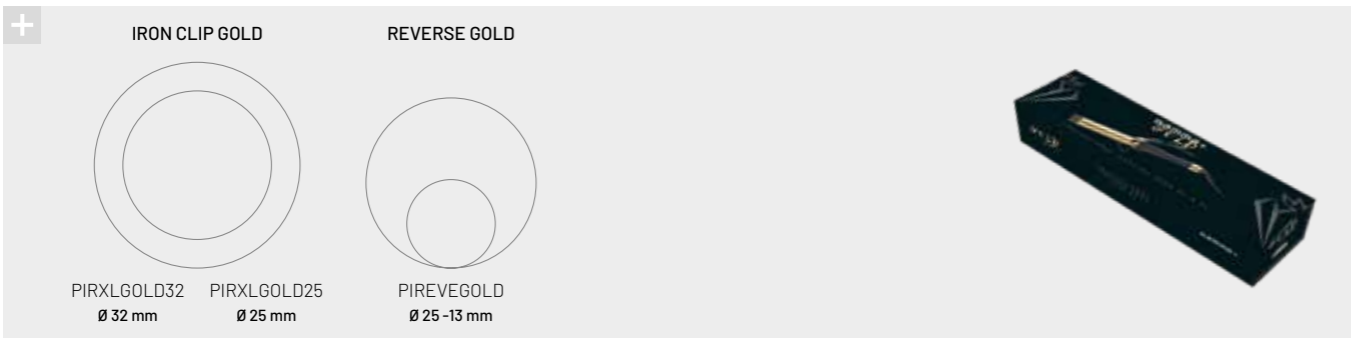 IRON CLIP GOLD
REVERSE GOLD
PIRXLGOLD32 PIRXLGOLD25
Ø 32 mm Ø 25 mm
PIREVEGOLD
Ø 25 -13 mm